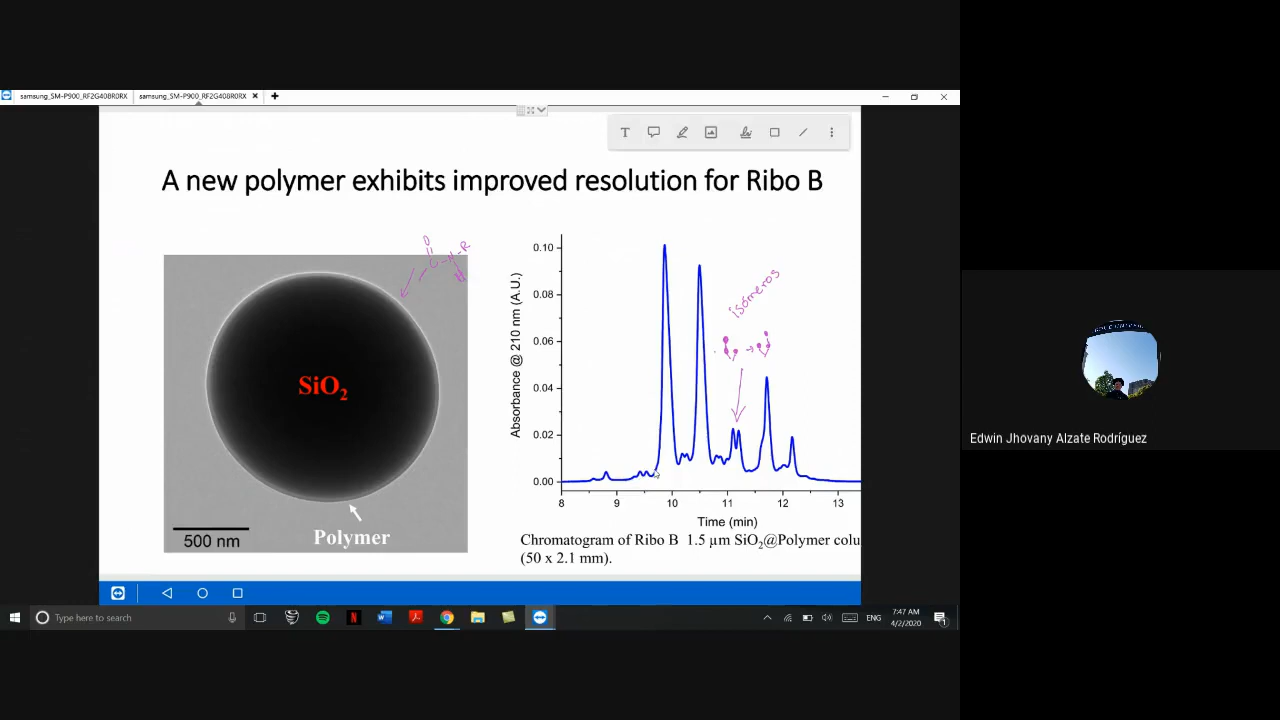 samsung_SM-P900_RF2G408R0RX
samsung_SM-P900_RF2G408R0RX
T
A new polymer exhibits improved resolution for Ribo B
O
C-N-R
SiO2
Polymer
500 nm
isómeros
Absorbance @ 210 nm (A.U.)
0.10
0.08
0.06
0.04
0.02
0.00
8 9 10 11 12 13
Time (min)
Chromatogram of Ribo B 1.5 µm SiO2@Polymer colu
(50 x 2.1 mm).
Edwin Jhovany Alzate Rodríguez
Type here to search
ENG
7:47 AM
4/2/2020
1